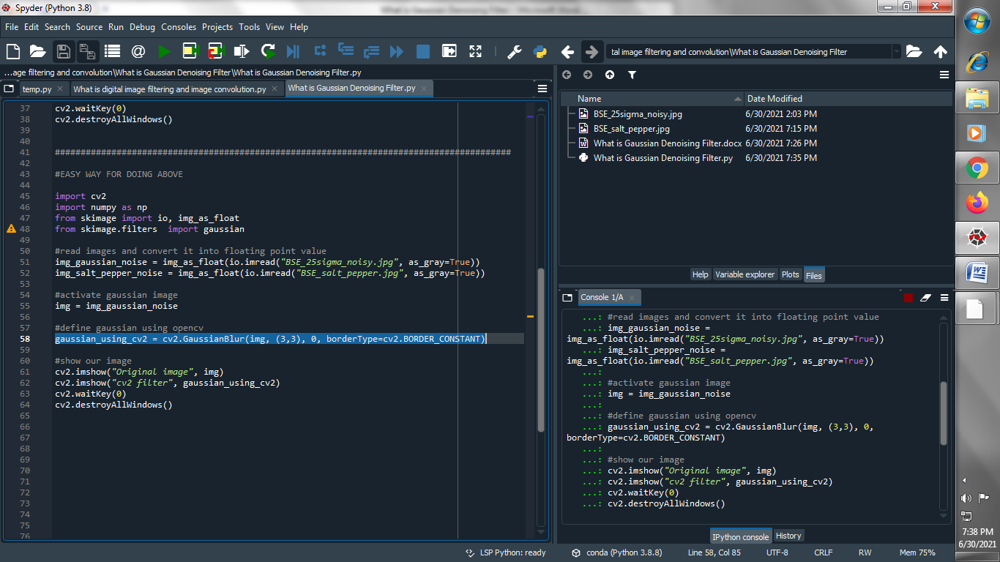 Spyder (Python 3.8)
File Edit Search Source Run Debug Consoles Projects Tools View Help
tal image filtering and convolution\What is Gaussian Denoising Filter
...age filtering and convolution\What is Gaussian Denoising Filter\What is Gaussian Denoising Filter.py
temp.py What is digital image filtering and image convolution.py What is Gaussian Denoising Filter.py
37 cv2.waitKey(0)
38 cv2.destroyAllWindows()
39
40
41 #########################################################################################
42
43 #EASY WAY FOR DOING ABOVE
44
45 import cv2
46 import numpy as np
47 from skimage import io, img_as_float
48 from skimage.filters  import gaussian
49
50 #read images and convert it into floating point value
51 img_gaussian_noise = img_as_float(io.imread("BSE_25sigma_noisy.jpg", as_gray=True))
52 img_salt_pepper_noise = img_as_float(io.imread("BSE_salt_pepper.jpg", as_gray=True))
53
54 #activate gaussian image
55 img = img_gaussian_noise
56
57 #define gaussian using opencv
58 gaussian_using_cv2 = cv2.GaussianBlur(img, (3,3), 0, borderType=cv2.BORDER_CONSTANT)
59
60 #show our image
61 cv2.imshow("Original image", img)
62 cv2.imshow("cv2 filter", gaussian_using_cv2)
63 cv2.waitKey(0)
64 cv2.destroyAllWindows()
65
66
67
68
69
70
71
72
73
74
75
76
Name Date Modified
BSE_25sigma_noisy.jpg 6/30/2021 2:03 PM
BSE_salt_pepper.jpg 6/30/2021 7:15 PM
What is Gaussian Denoising Filter.docx 6/30/2021 7:26 PM
What is Gaussian Denoising Filter.py 6/30/2021 7:35 PM
Help Variable explorer Plots Files
Console 1/A
...: #read images and convert it into floating point value
...: img_gaussian_noise =
img_as_float(io.imread("BSE_25sigma_noisy.jpg", as_gray=True))
...: img_salt_pepper_noise =
img_as_float(io.imread("BSE_salt_pepper.jpg", as_gray=True))
...:
...: #activate gaussian image
...: img = img_gaussian_noise
...:
...: #define gaussian using opencv
...: gaussian_using_cv2 = cv2.GaussianBlur(img, (3,3), 0,
borderType=cv2.BORDER_CONSTANT)
...:
...: #show our image
...: cv2.imshow("Original image", img)
...: cv2.imshow("cv2 filter", gaussian_using_cv2)
...: cv2.waitKey(0)
...: cv2.destroyAllWindows()
IPython console History
LSP Python: ready conda (Python 3.8.8) Line 58, Col 85 UTF-8 CRLF RW Mem 75%
7:38 PM
6/30/2021